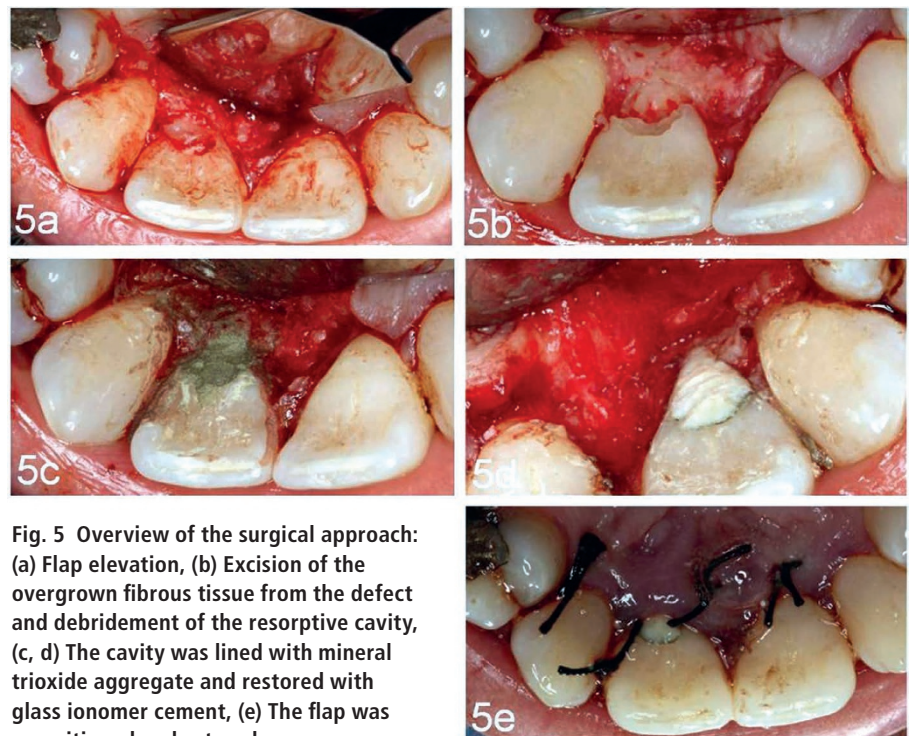 5a
5b
5c
5d
Fig. 5 Overview of the surgical approach:
(a) Flap elevation, (b) Excision of the
overgrown fibrous tissue from the defect
and debridement of the resorptive cavity,
(c, d) The cavity was lined with mineral
trioxide aggregate and restored with
glass ionomer cement, (e) The flap was
5e